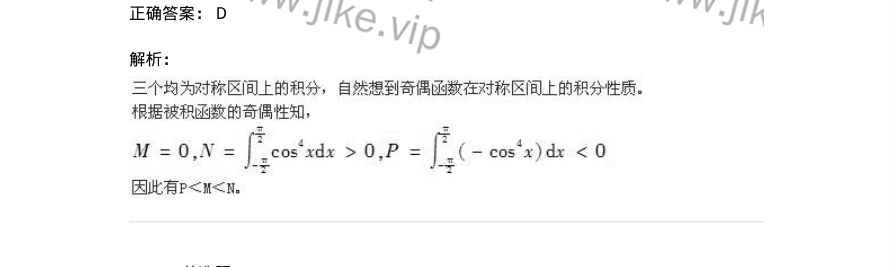 正确答案： D
www.jike.vip
解析：
三个均为对称区间上的积分，自然想到奇偶函数在对称区间上的积分性质。
根据被积函数的奇偶性知，
M = 0,N = ∫_{-π/2}^{π/2} cos⁴xdx > 0,P = ∫_{-π/2}^{π/2} (- cos⁴x)dx < 0
因此有P＜M＜N。